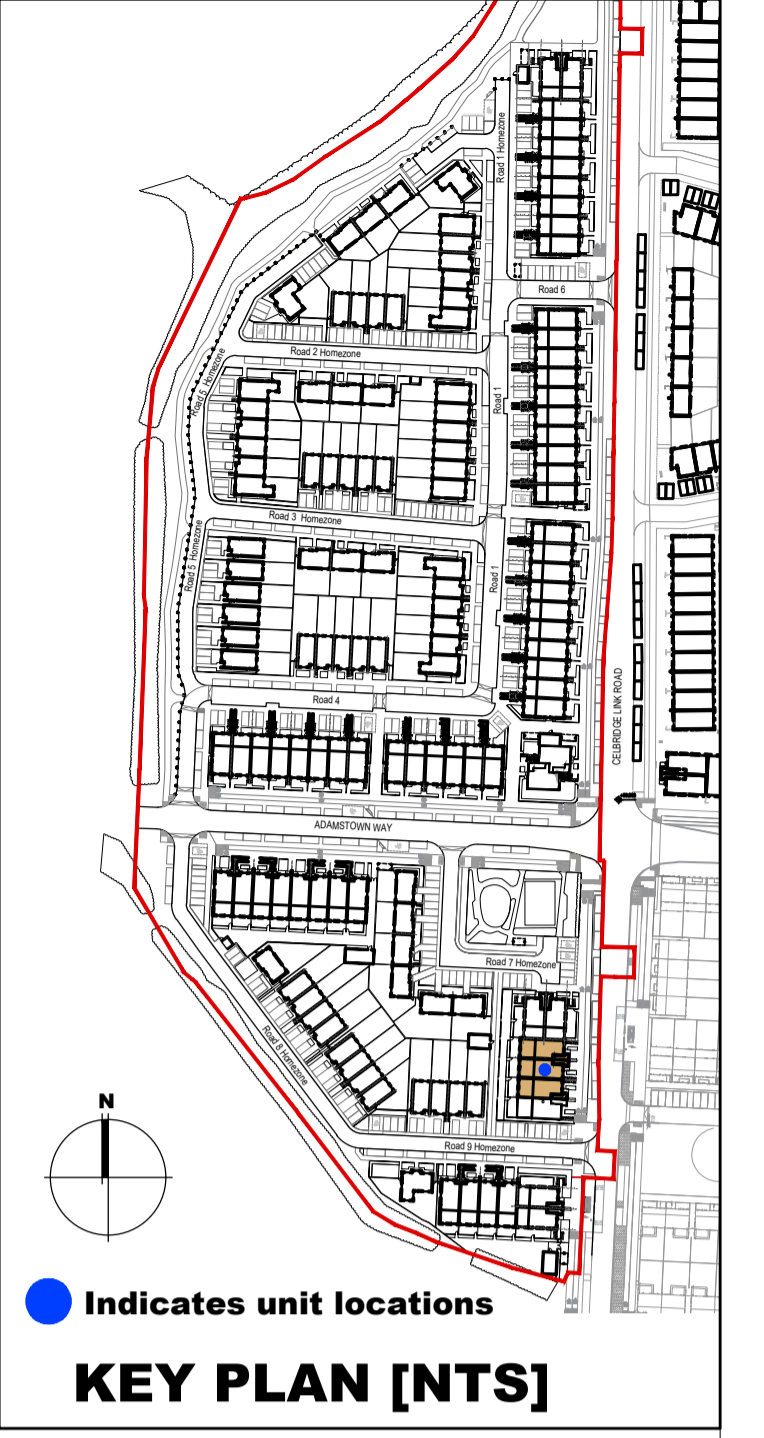 Road 1 Homezone
Road 6
Road 2 Homezone
Road 5 Homezone
Road 1
Road 3 Homezone
Road 5 Homezone
Road 1
Road 4
CELBRIDGE LINK ROAD
ADAMSTOWN WAY
Road 7 Homezone
Road 8 Homezone
Road 9 Homezone
N
Indicates unit locations
KEY PLAN [NTS]